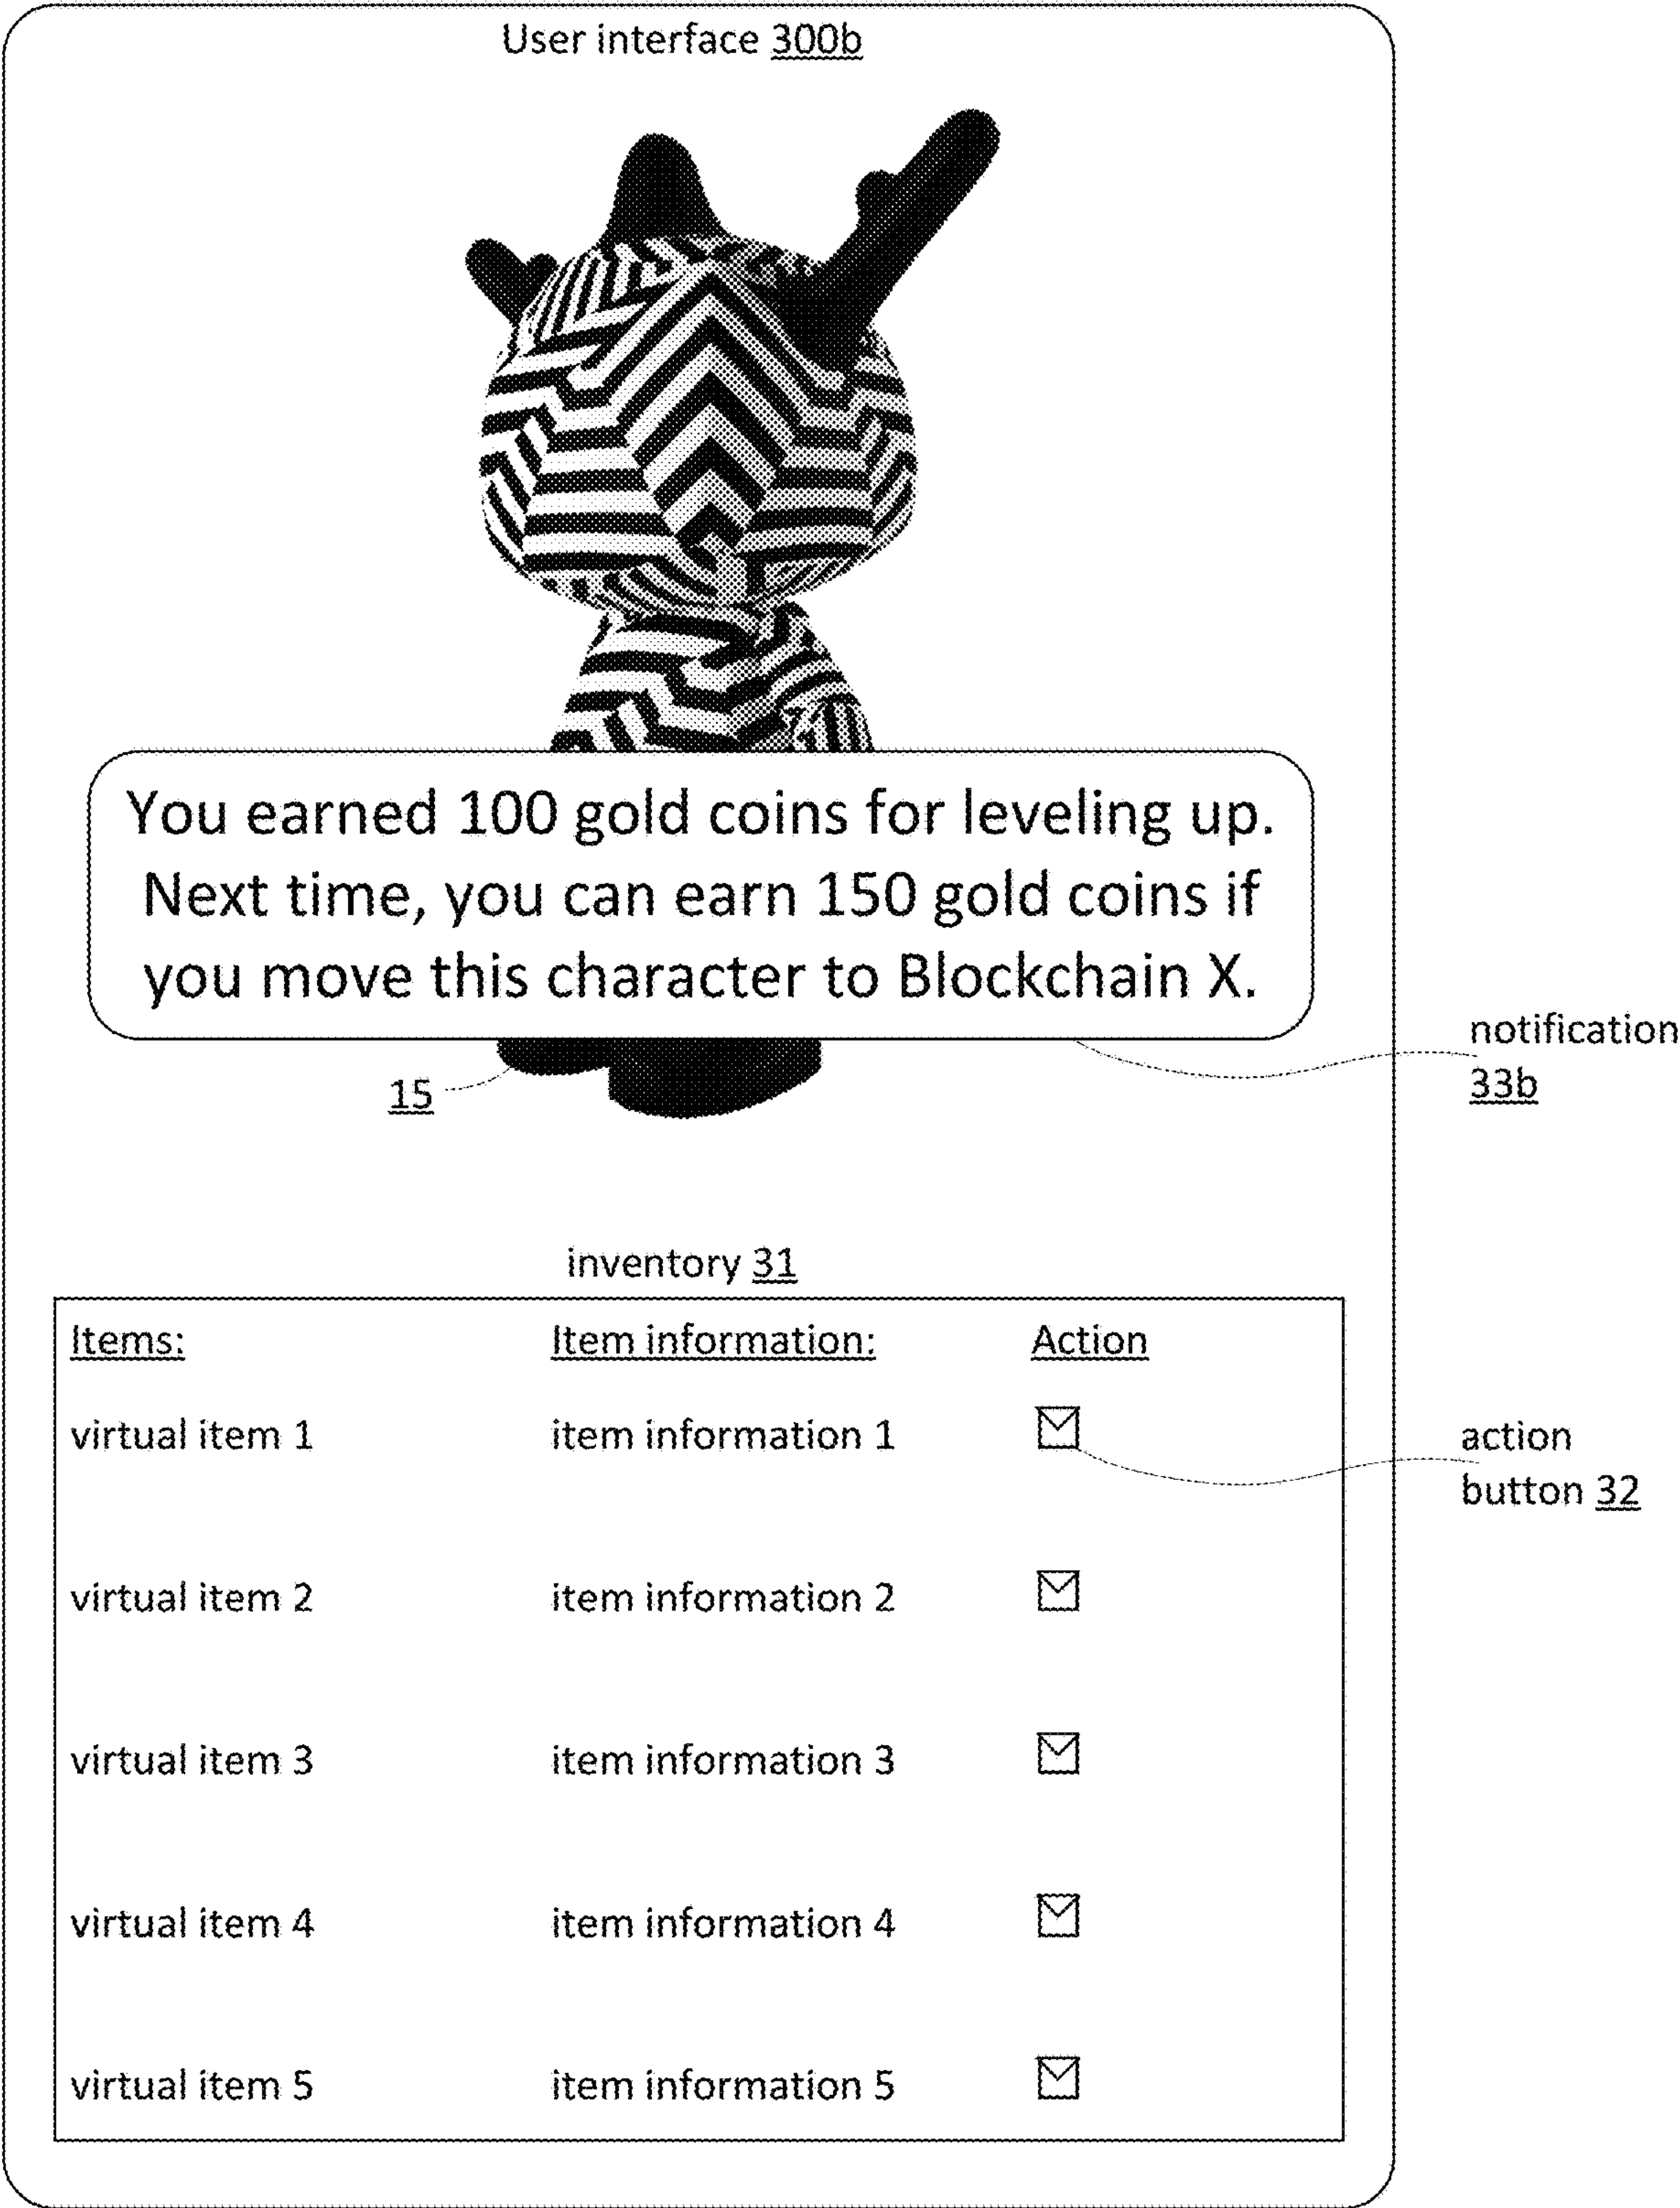 User interface 300b
You earned 100 gold coins for leveling up.
Next time, you can earn 150 gold coins if
you move this character to Blockchain X.
notification
33b
15
inventory 31
Items: Item information: Action
virtual item 1 item information 1
action
button 32
virtual item 2 item information 2
virtual item 3 item information 3
virtual item 4 item information 4
virtual item 5 item information 5